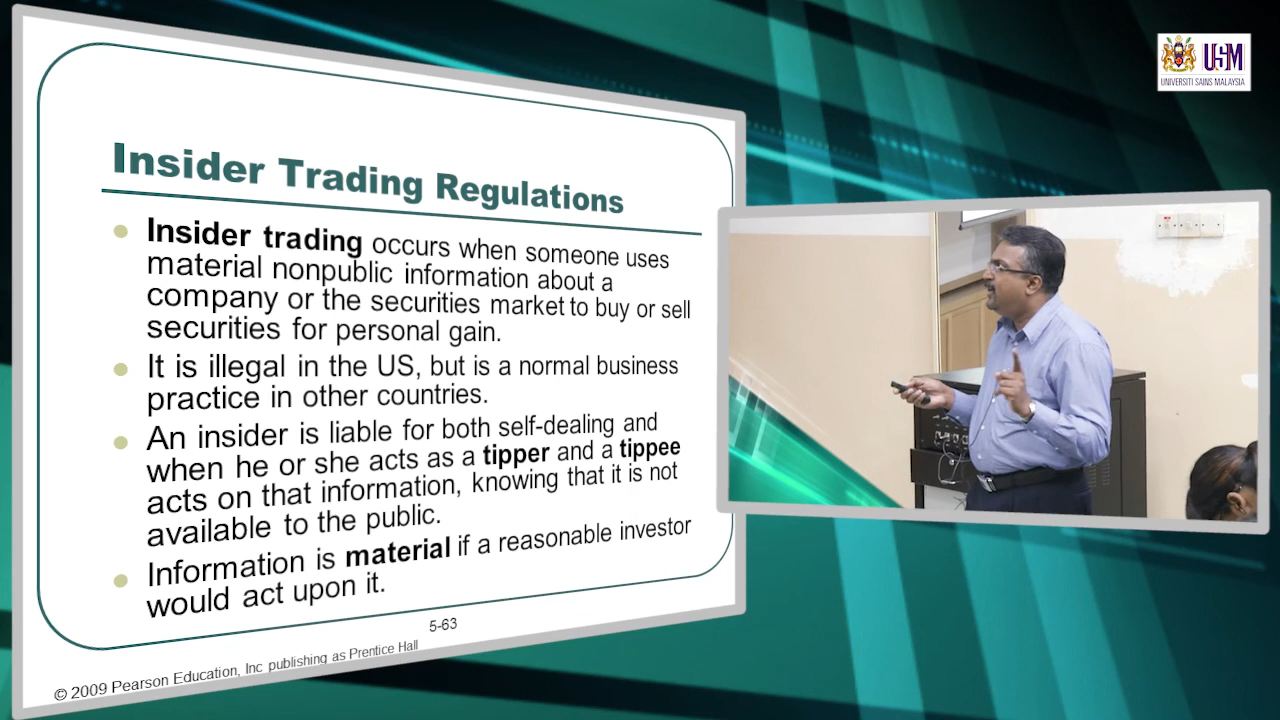 Insider Trading Regulations
Insider trading occurs when someone uses
material nonpublic information about a
company or the securities market to buy or sell
securities for personal gain.
It is illegal in the US, but is a normal business
practice in other countries.
An insider is liable for both self-dealing and
when he or she acts as a tipper and a tippee
acts on that information, knowing that it is not
available to the public.
Information is material if a reasonable investor
would act upon it.
5-63
© 2009 Pearson Education, Inc publishing as Prentice Hall
USM
UNIVERSITI SAINS MALAYSIA